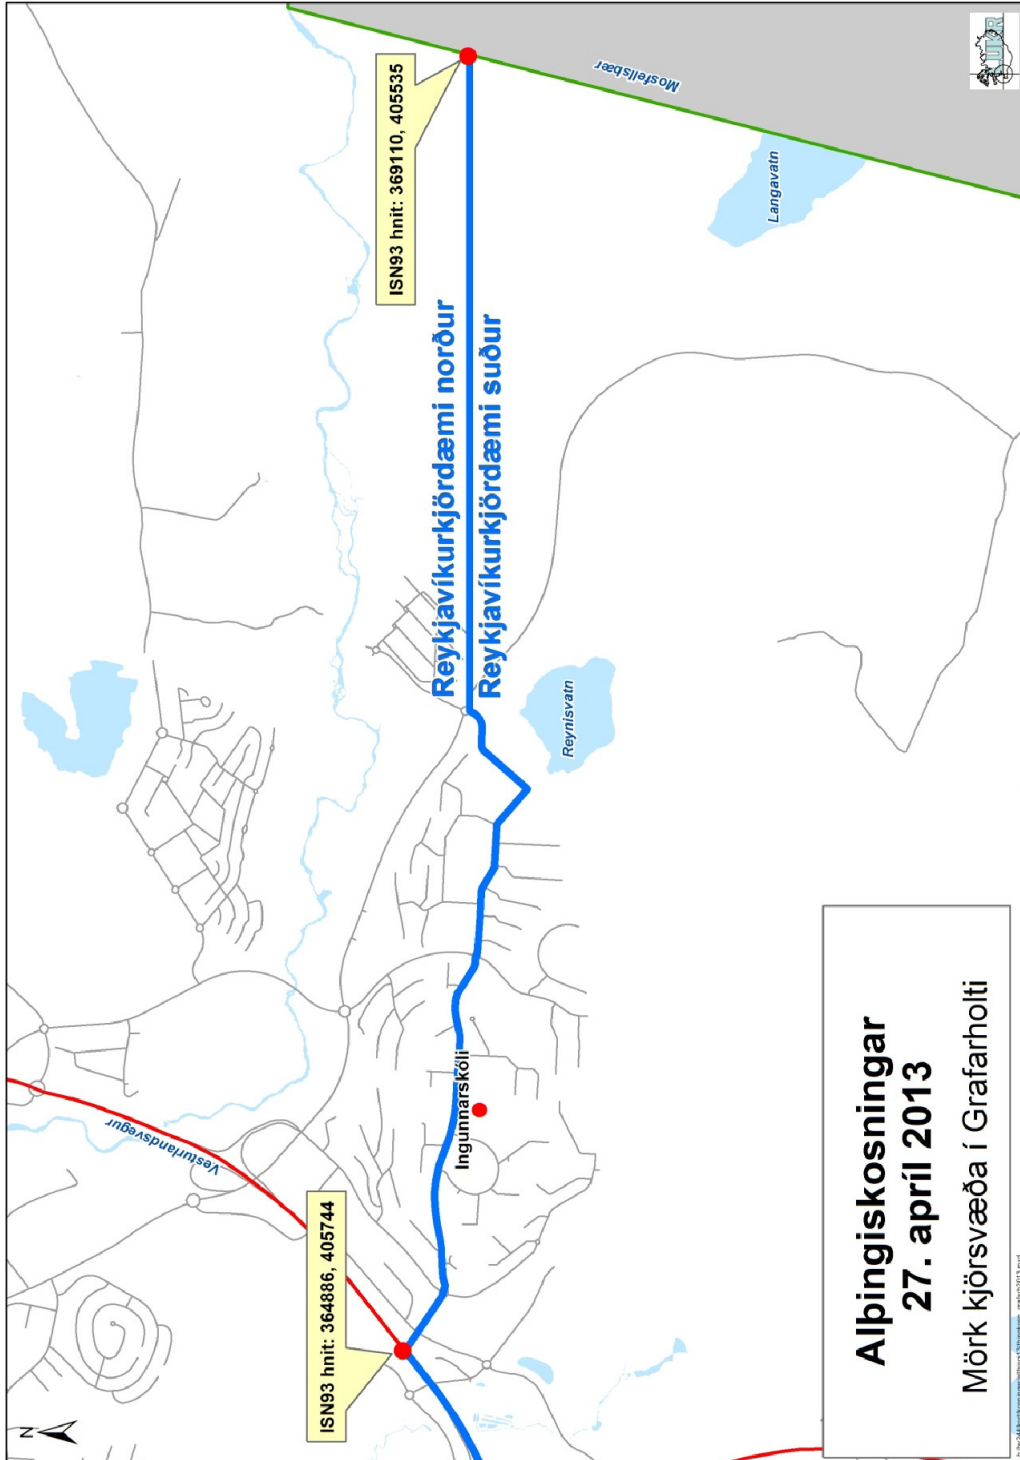 N
Mosfellsbær
ISN93 hnit: 369110, 405535
Langavatn
Reykjavíkurkjördæmi norður
Reykjavíkurkjördæmi suður
Reynisvatn
Vesturlandsvegur
Ingunnarskóli
ISN93 hnit: 364886, 405744
Alþingiskosningar
27. apríl 2013
Mörk kjörsvæða í Grafarholti
LUKR